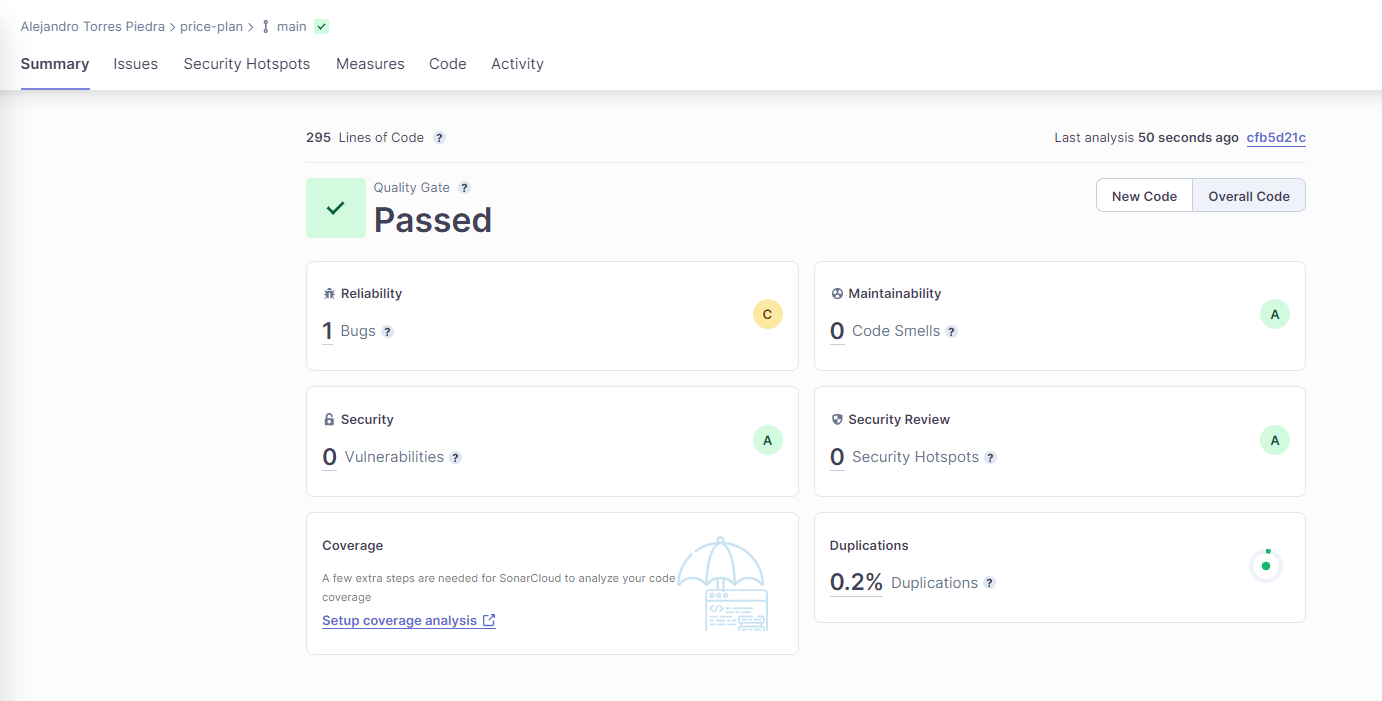 Alejandro Torres Piedra > price-plan > main
Summary Issues Security Hotspots Measures Code Activity
295 Lines of Code ? Last analysis 50 seconds ago cfb5d21c
Quality Gate ?
Passed
New Code Overall Code
Reliability
1 Bugs ? C
Maintainability
0 Code Smells ? A
Security
0 Vulnerabilities ? A
Security Review
0 Security Hotspots ? A
Coverage
A few extra steps are needed for SonarCloud to analyze your code
coverage
Setup coverage analysis
Duplications
0.2% Duplications ?